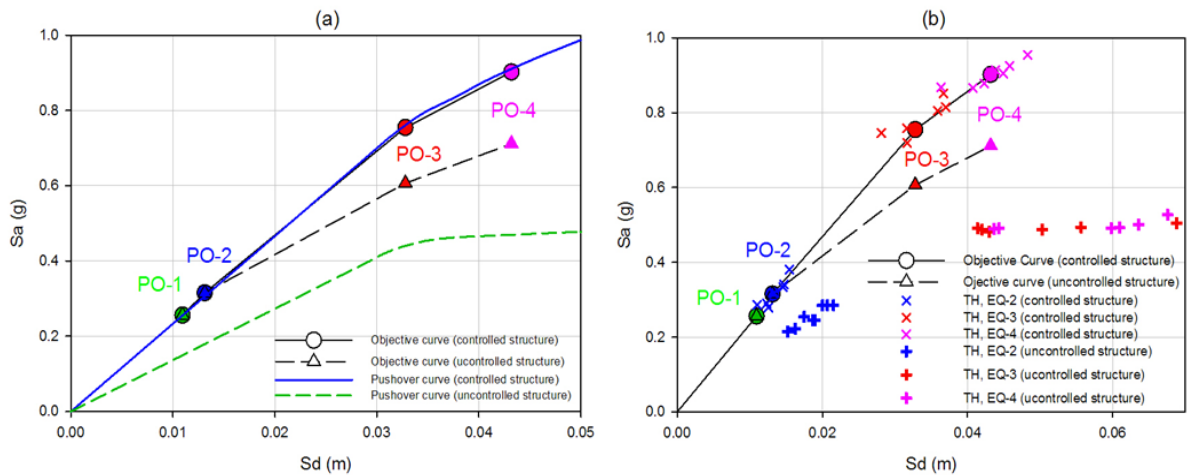 (a)
1.0
0.8
0.6
0.4
0.2
0.0
Sa (g)
0.00
0.01
0.02
0.03
0.04
0.05
Sd (m)
PO-1
PO-2
PO-3
PO-4
Objective curve (controlled structure)
Objective curve (ucontrolled structure)
Pushover curve (controlled structure)
Pushover curve (uncontrolled structure)
(b)
1.0
0.8
0.6
0.4
0.2
0.0
Sa (g)
0.00
0.02
0.04
0.06
Sd (m)
PO-1
PO-2
PO-3
PO-4
Objective Curve (controlled structure)
Ojective curve (uncontrolled structure)
TH, EQ-2 (controlled structure)
TH, EQ-3 (controlled structure)
TH, EQ-4 (controlled structure)
TH, EQ-2 (uncontrolled structure)
TH, EQ-3 (ucontrolled structure)
TH, EQ-4 (ucontrolled structure)